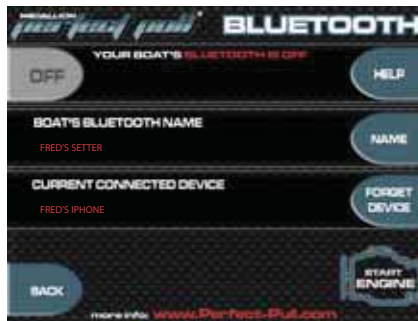 MEDALLION
perfect pull BLUETOOTH
YOUR BOAT'S BLUETOOTH IS OFF
OFF
HELP
BOAT'S BLUETOOTH NAME
NAME
FRED'S SETTER
CURRENT CONNECTED DEVICE
FORGET
DEVICE
FRED'S IPHONE
START
ENGINE
BACK
more info: www.Perfect-Pull.com